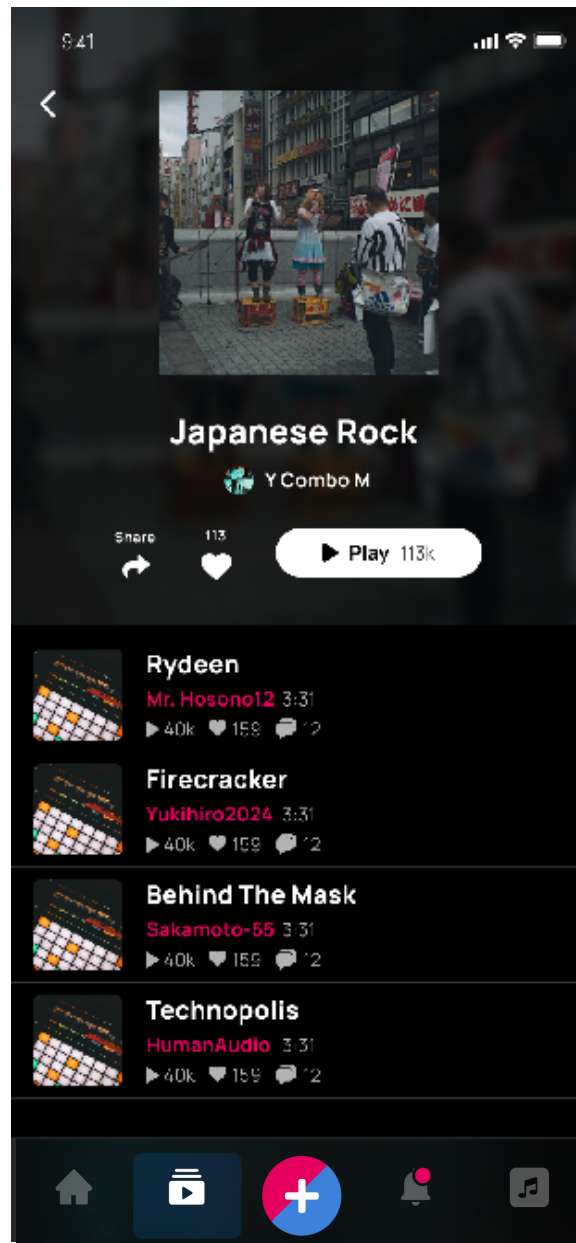 9:41
Japanese Rock
Y Combo M
Share
113
Play 113k
Rydeen
Mr. Hosono12 3:31
40k 159 12
Firecracker
Yukihiro2024 3:31
40k 159 12
Behind The Mask
Sakamoto-55 3:31
40k 159 12
Technopolis
HumanAudio 3:31
40k 159 12